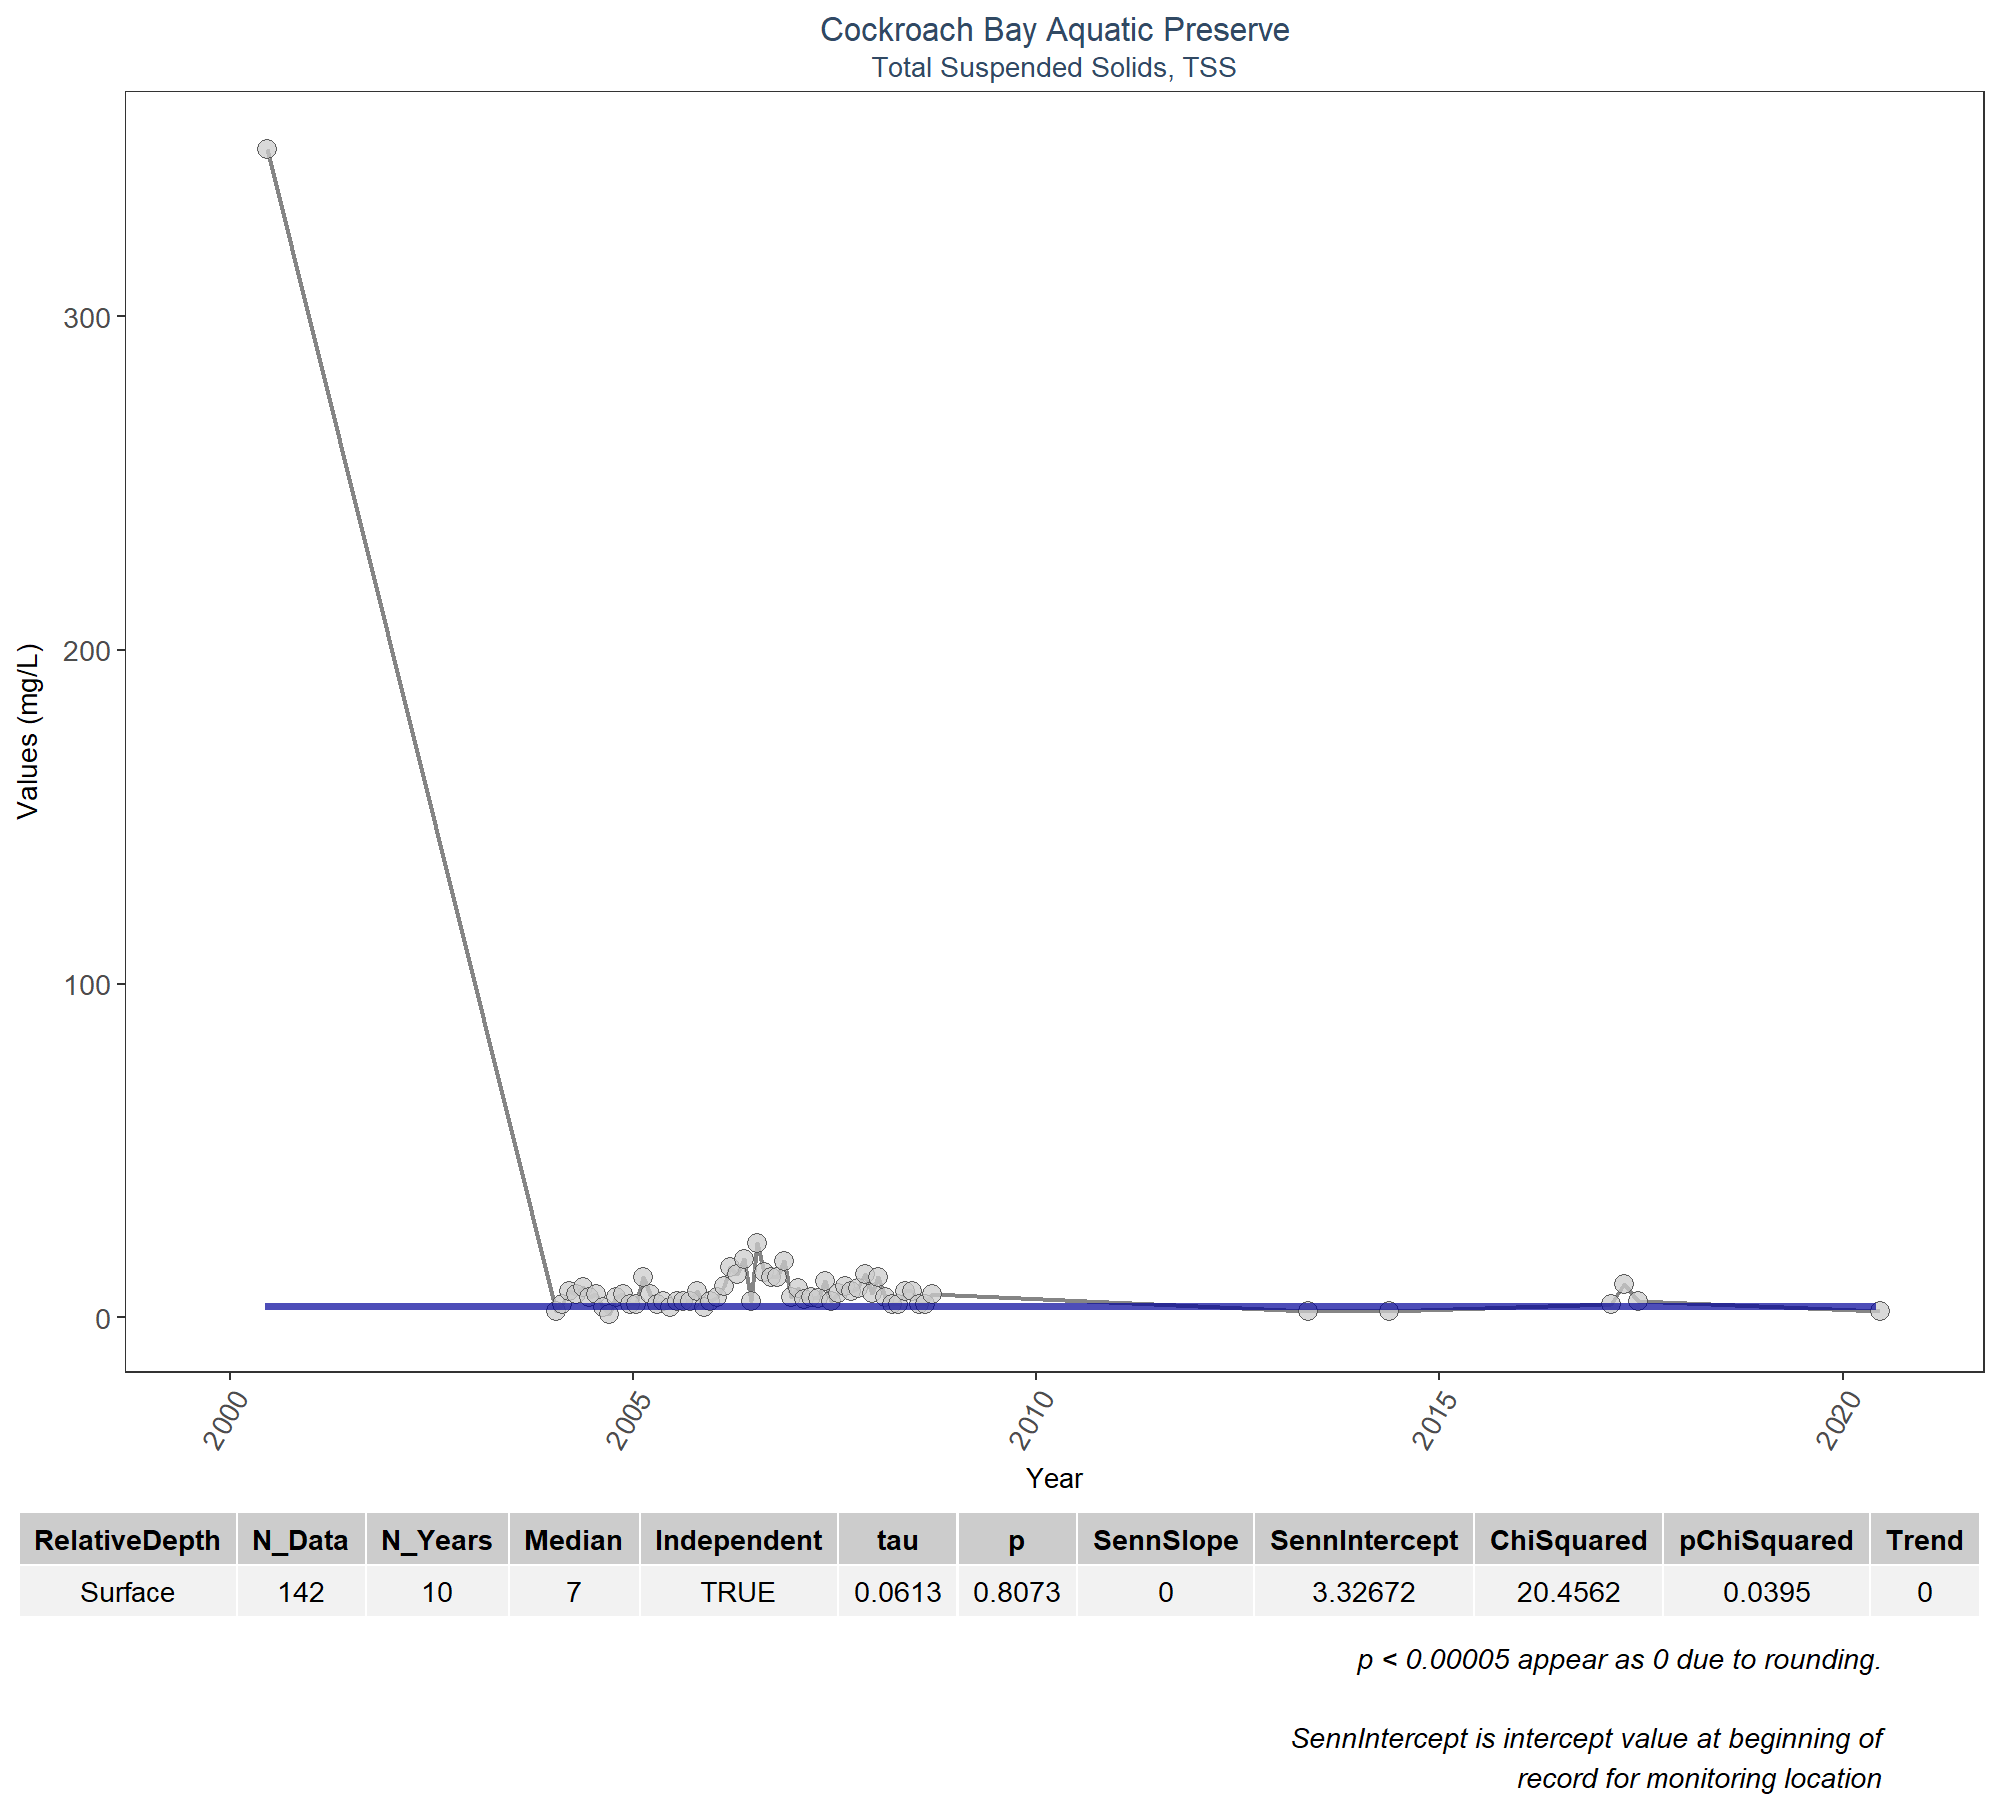 Cockroach Bay Aquatic Preserve
Total Suspended Solids, TSS
Values (mg/L)
300
200
100
0
2000 2005 2010 2015 2020
Year
RelativeDepth N_Data N_Years Median Independent tau p SennSlope SennIntercept ChiSquared pChiSquared Trend
Surface 142 10 7 TRUE 0.0613 0.8073 0 3.32672 20.4562 0.0395 0
p < 0.00005 appear as 0 due to rounding.
SennIntercept is intercept value at beginning of
record for monitoring location